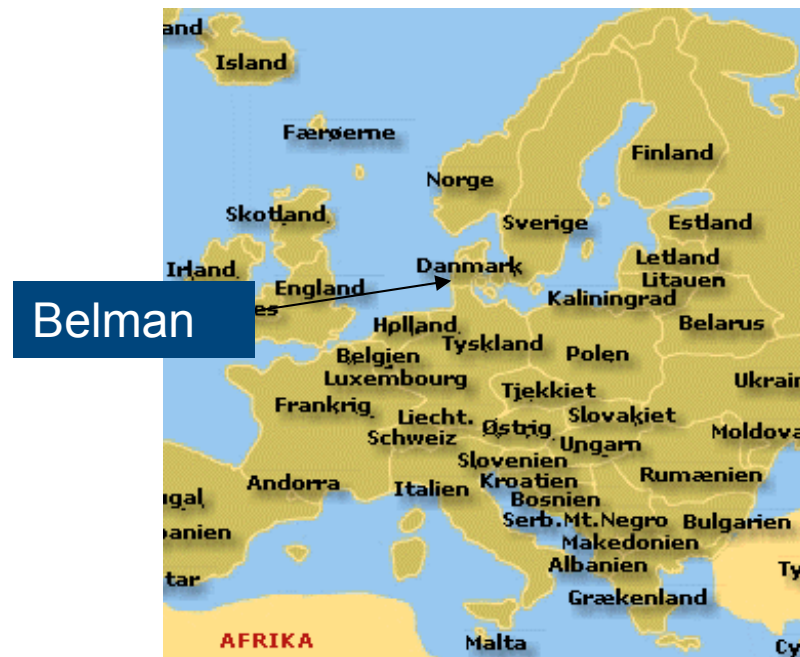 and
Island
Færøerne
Finland
Norge
Skotland
Sverige
Estland
Irland
Danmark
Letland
England
Litauen
Kaliningrad
Belman
es
Holland
Belarus
Tyskland
Belgien
Polen
Luxembourg
Ukrain
Tjekkiet
Frankrig
Liecht.
Slovakiet
Østrig
Schweiz
Ungarn
Moldova
Slovenien
Andorra
Italien
Kroatien
Rumænien
ugal
Bosnien
Serb.Mt.Negro
Bulgarien
anien
Makedonien
Albanien
tar
Ty
Grækenland
AFRIKA
Malta
Cy